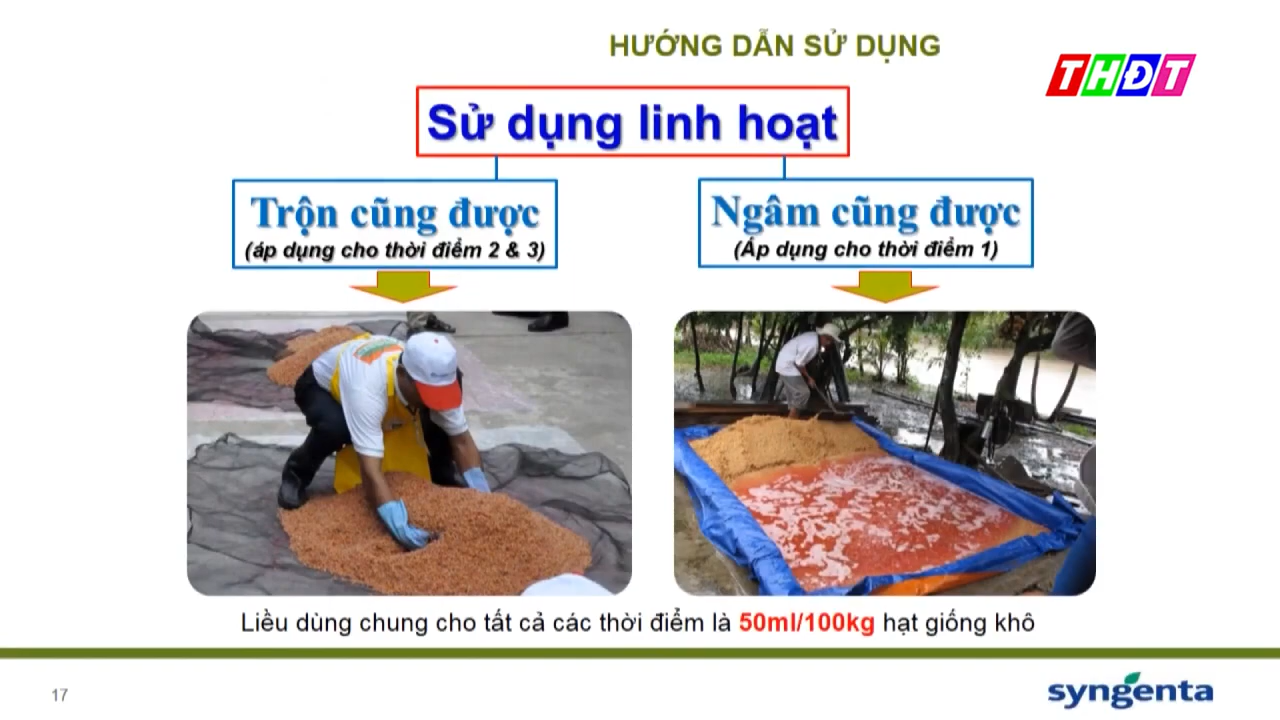 HƯỚNG DẪN SỬ DỤNG
THĐT
Sử dụng linh hoạt
Trộn cũng được
(áp dụng cho thời điểm 2 & 3)
Ngâm cũng được
(Áp dụng cho thời điểm 1)
Liều dùng chung cho tất cả các thời điểm là 50ml/100kg hạt giống khô
17
syngenta